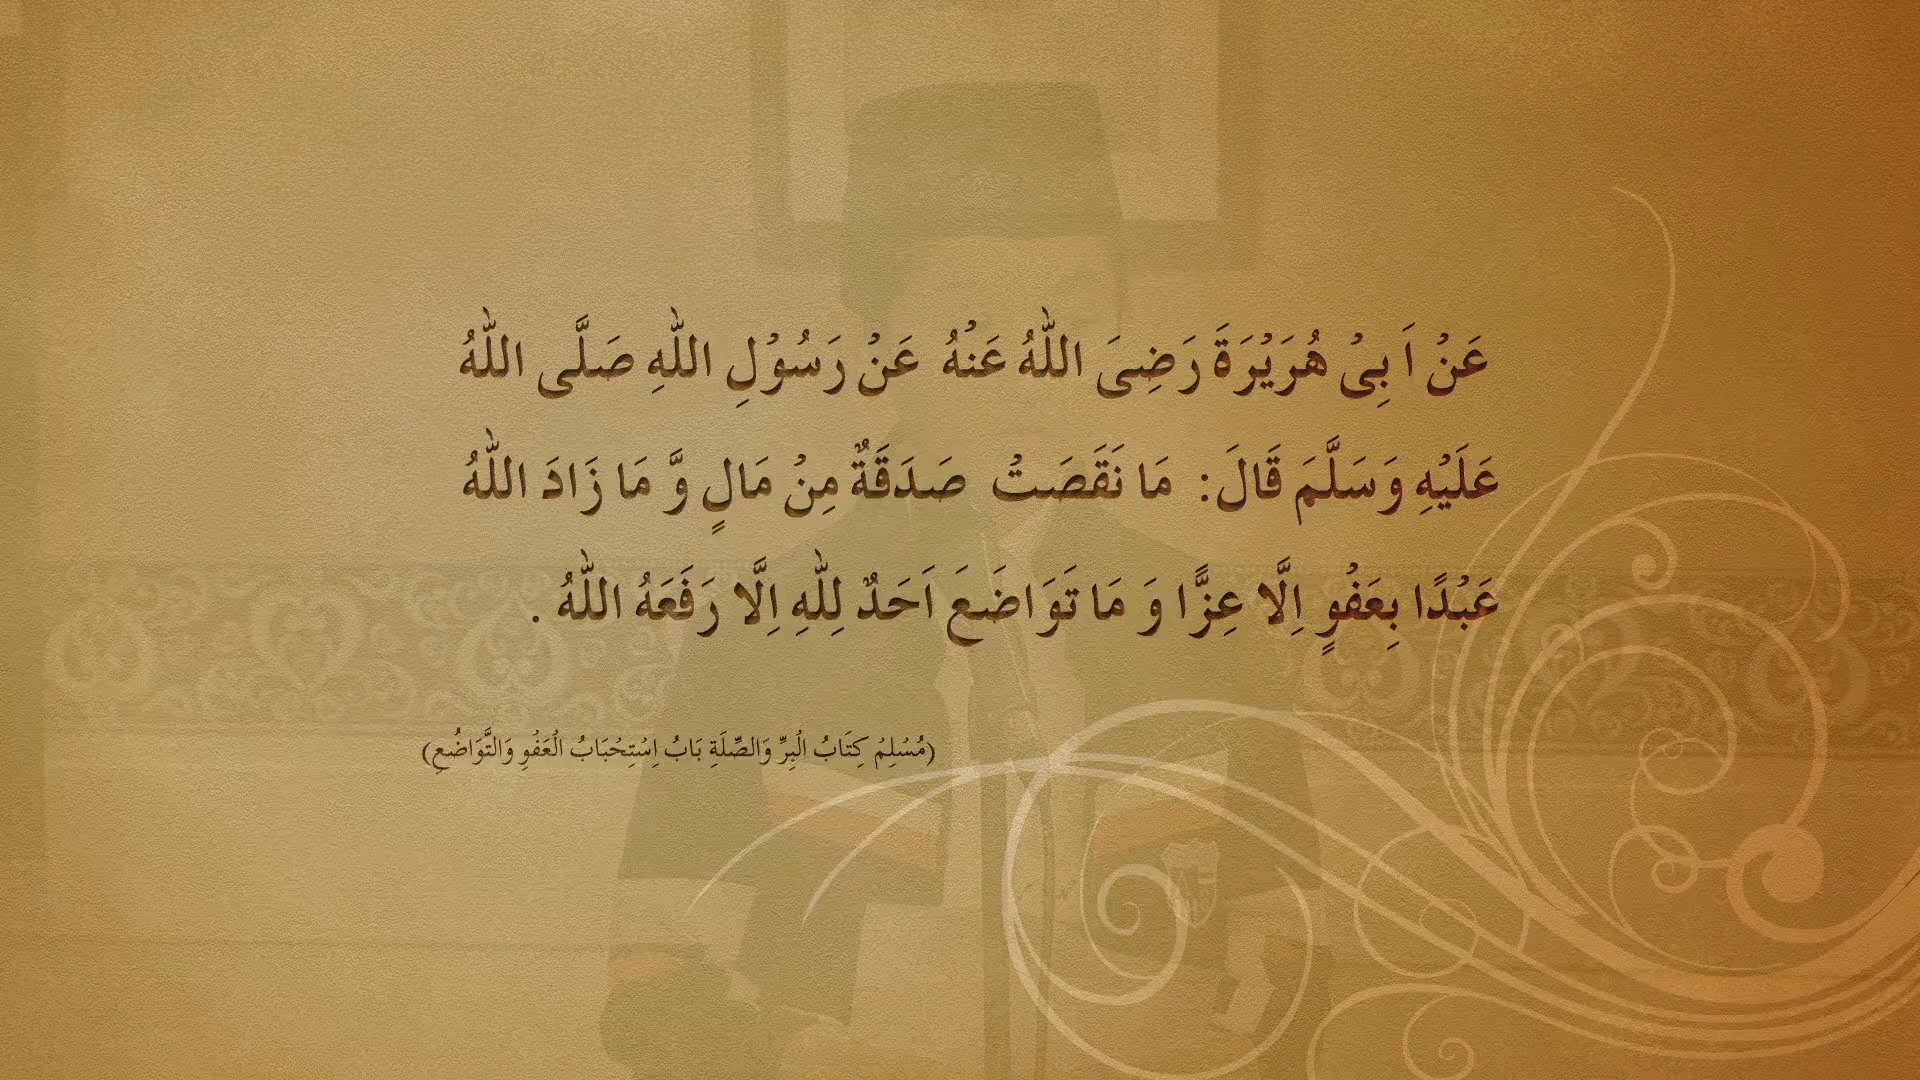 عَنْ اَبِیْ هُرَيْرَةَ رَضِیَ اللّٰهُ عَنْهُ عَنْ رَسُوْلِ اللّٰهِ صَلَّی اللّٰهُ
عَلَيْهِ وَسَلَّمَ قَالَ: مَا نَقَصَتْ صَدَقَةٌ مِنْ مَالٍ وَّ مَا زَادَ اللّٰهُ
عَبْدًا بِعَفْوٍ اِلَّا عِزًّا وَ مَا تَوَاضَعَ اَحَدٌ لِلّٰهِ اِلَّا رَفَعَهُ اللّٰهُ .
(مُسْلِمْ كِتَابُ الْبِرِّ وَالصِّلَةِ بَابُ اِسْتِحْبَابُ الْعَفْوِ وَالتَّوَاضُعِ)